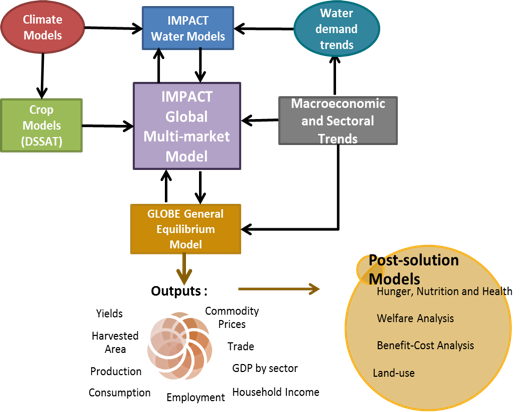 Climate
Models
IMPACT
Water Models
Water
demand
trends
Crop
Models
(DSSAT)
IMPACT
Global
Multi-market
Model
Macroeconomic
and Sectoral
Trends
GLOBE General
Equilibrium
Model
Outputs :
Yields
Commodity
Prices
Harvested
Area
Trade
Production
GDP by sector
Consumption
Employment
Household Income
Post-solution
Models
Hunger, Nutrition and Health
Welfare Analysis
Benefit-Cost Analysis
Land-use